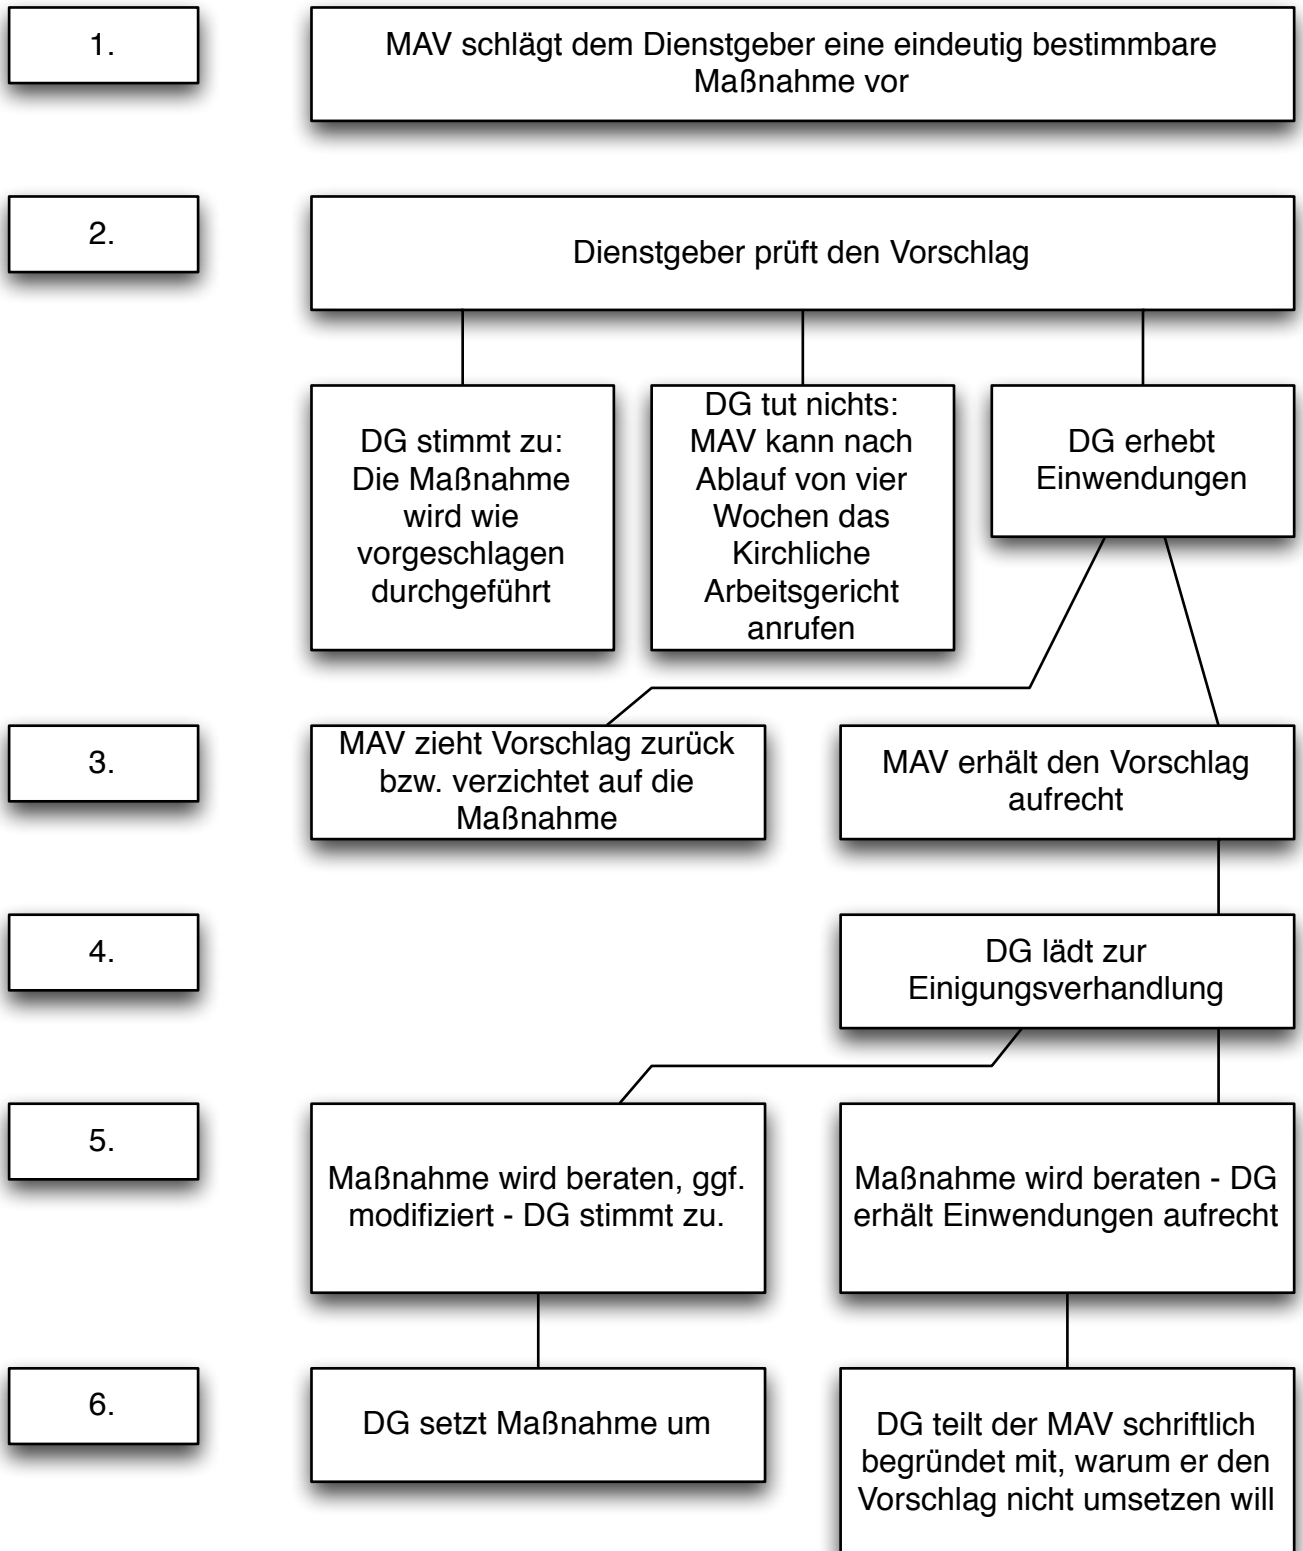 1.
MAV schlägt dem Dienstgeber eine eindeutig bestimmbare
Maßnahme vor
2.
Dienstgeber prüft den Vorschlag
DG stimmt zu:
Die Maßnahme
wird wie
vorgeschlagen
durchgeführt
DG tut nichts:
MAV kann nach
Ablauf von vier
Wochen das
Kirchliche
Arbeitsgericht
anrufen
DG erhebt
Einwendungen
3.
MAV zieht Vorschlag zurück
bzw. verzichtet auf die
Maßnahme
MAV erhält den Vorschlag
aufrecht
4.
DG lädt zur
Einigungsverhandlung
5.
Maßnahme wird beraten, ggf.
modifiziert - DG stimmt zu.
Maßnahme wird beraten - DG
erhält Einwendungen aufrecht
6.
DG setzt Maßnahme um
DG teilt der MAV schriftlich
begründet mit, warum er den
Vorschlag nicht umsetzen will